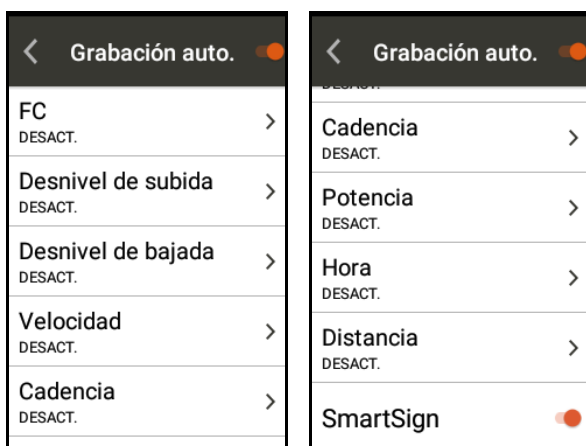 Grabación auto.
FC
DESACT.
Desnivel de subida
DESACT.
Desnivel de bajada
DESACT.
Velocidad
DESACT.
Cadencia
DESACT.
Grabación auto.
Cadencia
DESACT.
Potencia
DESACT.
Hora
DESACT.
Distancia
DESACT.
SmartSign